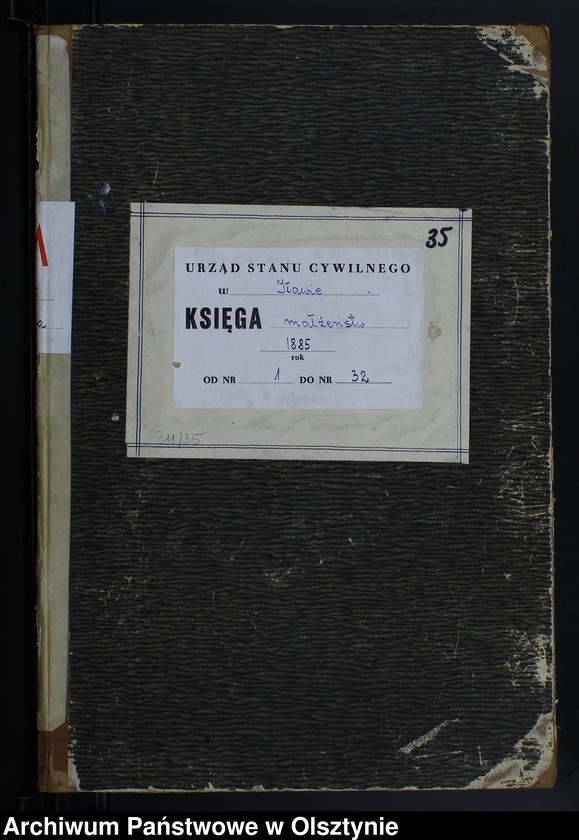 35
URZĄD STANU CYWILNEGO
w Iławie
KSIĘGA małżeństw
1885
rok
OD NR 1 DO NR 32
Archiwum Państwowe w Olsztynie